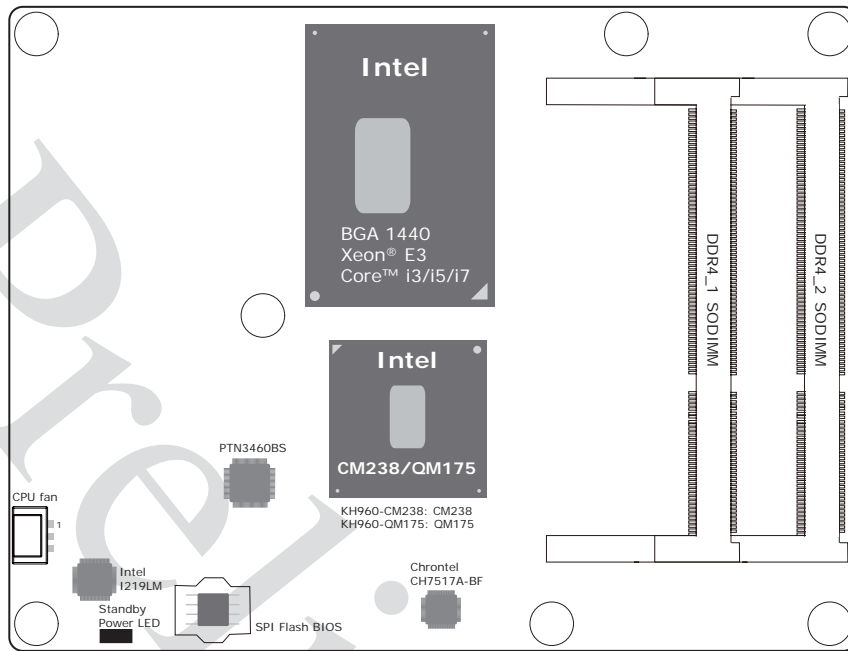 Intel
BGA 1440
Xeon® E3
Core™ i3/i5/i7
DDR4_1 SODIMM
DDR4_2 SODIMM
Intel
CM238/QM175
KH960-CM238: CM238
KH960-QM175: QM175
PTN3460BS
CPU fan
1
Intel
I219LM
Standby
Power LED
SPI Flash BIOS
Chrontel
CH7517A-BF